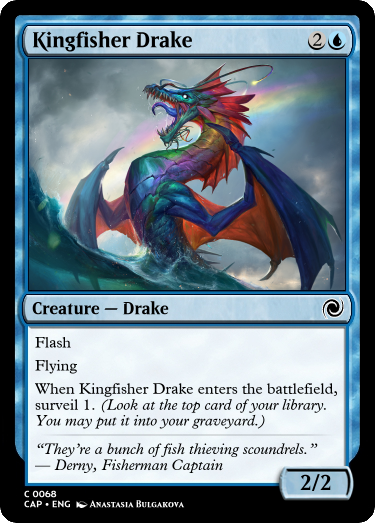 Kingfisher Drake 2
Creature — Drake
Flash
Flying
When Kingfisher Drake enters the battlefield,
surveil 1. (Look at the top card of your library.
You may put it into your graveyard.)
“They’re a bunch of fish thieving scoundrels.”
— Derny, Fisherman Captain
2/2
C 0068
CAP • ENG Anastasia Bulgakova